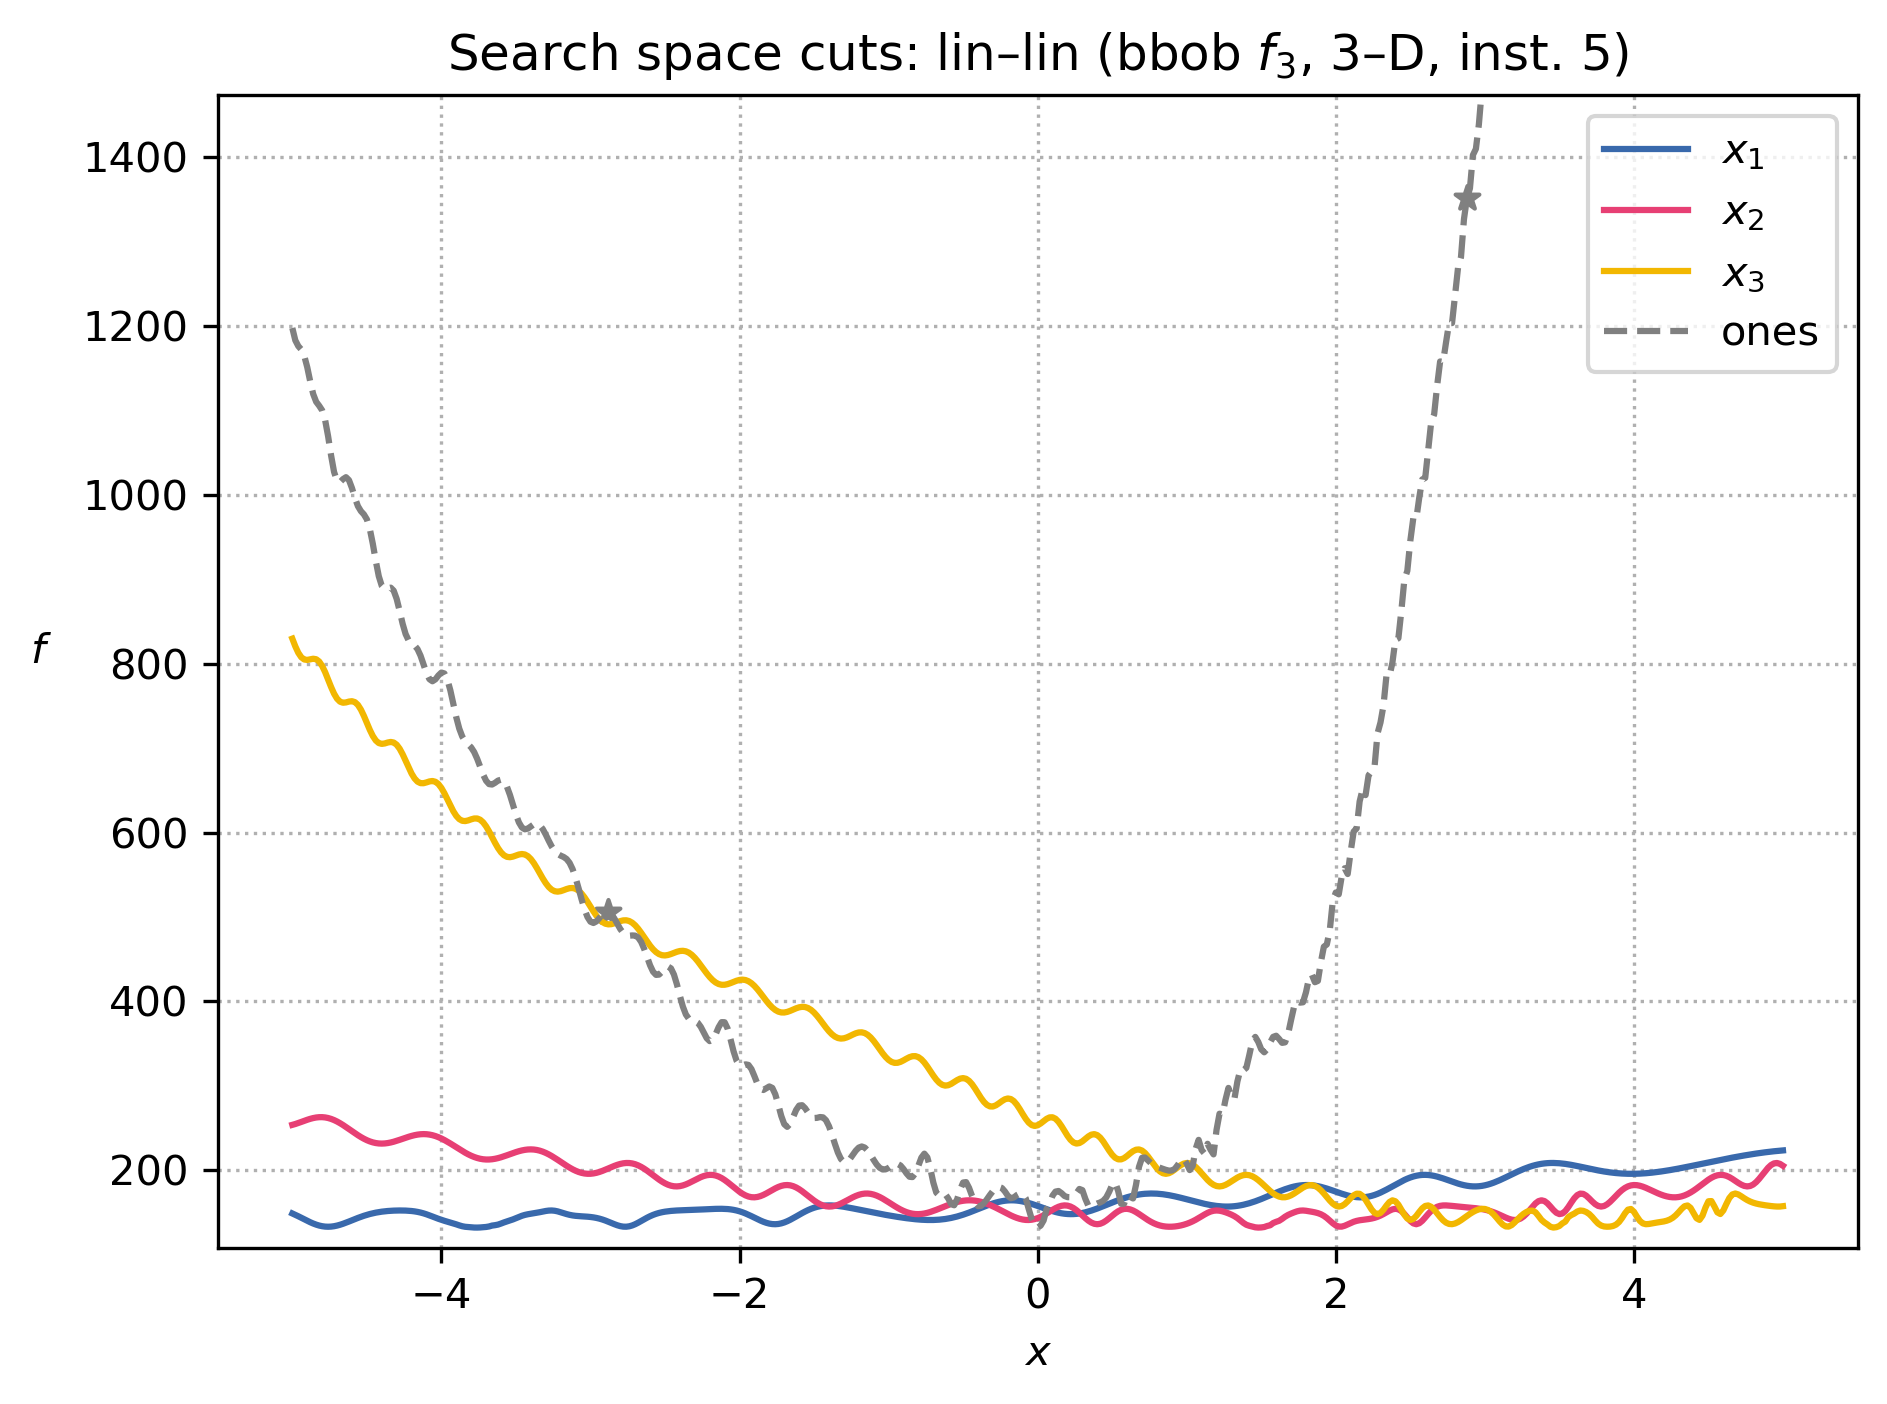 Search space cuts: lin–lin (bbob f₃, 3–D, inst. 5)
1400
1200
1000
800
600
400
200
f
x₁
x₂
x₃
ones
−4
−2
0
2
4
x